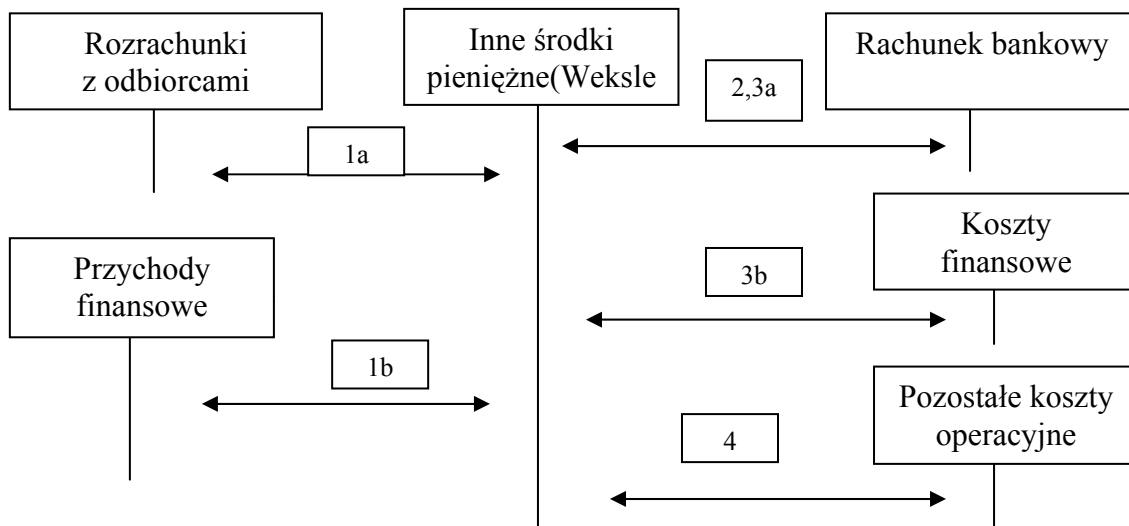 Rozrachunki
z odbiorcami
Inne środki
pieniężne(Weksle
Rachunek bankowy
2,3a
1a
Przychody
finansowe
Koszty
finansowe
3b
1b
Pozostałe koszty
operacyjne
4